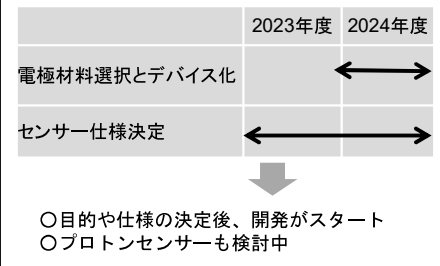 2023年度 2024年度
電極材料選択とデバイス化
センサー仕様決定
〇目的や仕様の決定後、開発がスタート
〇プロトンセンサーも検討中